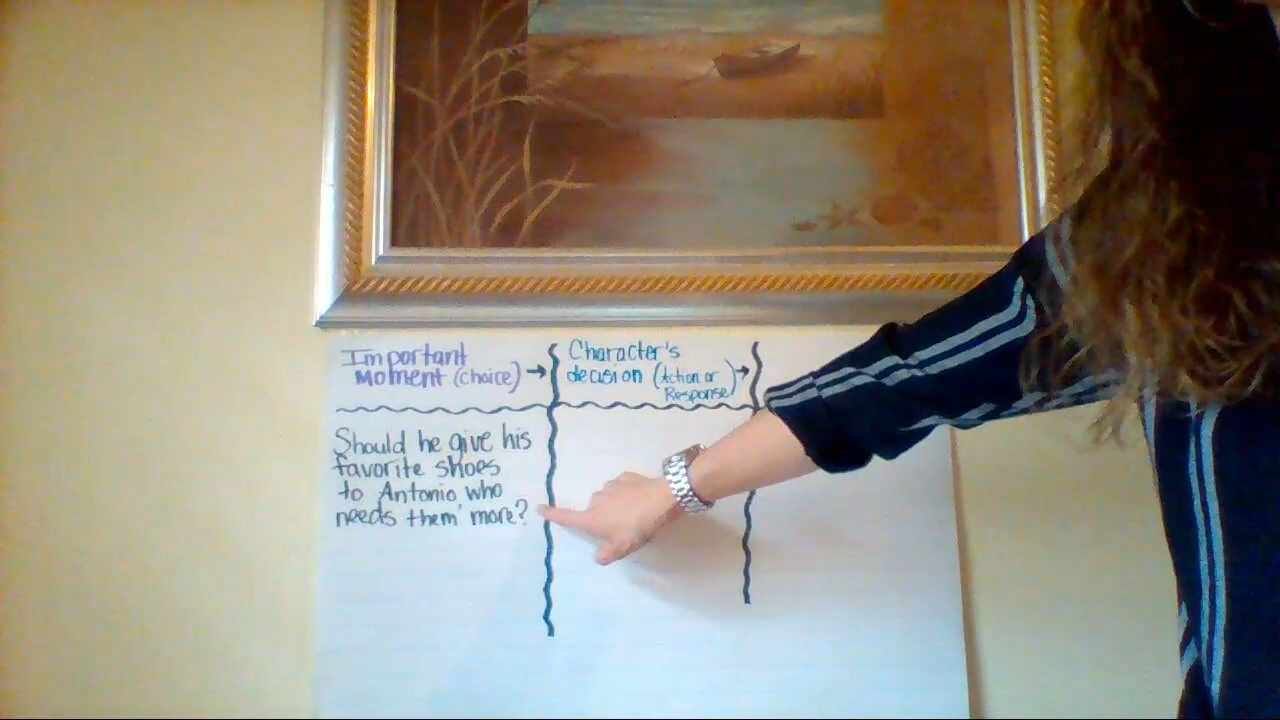 Important
Moment (choice) →
Character's
decision (Action or →
Response)
Should he give his
favorite shoes
to Antonio who
needs them more?